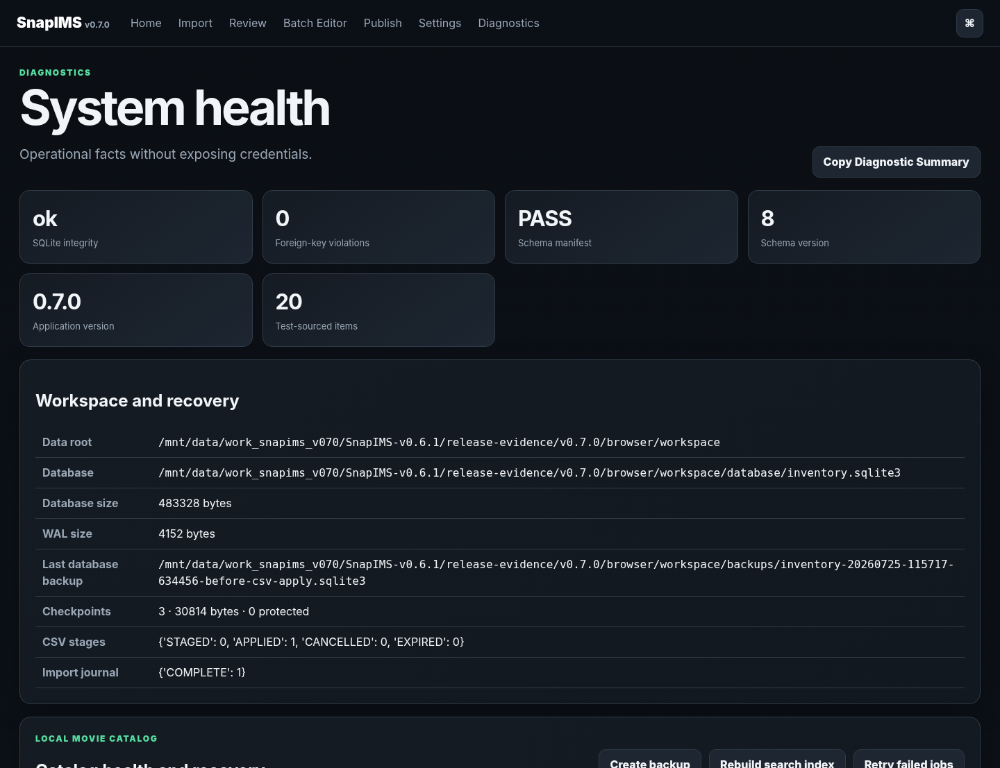 SnapIMS v0.7.0 Home Import Review Batch Editor Publish Settings Diagnostics ⌘
DIAGNOSTICS
System health
Operational facts without exposing credentials.
Copy Diagnostic Summary
ok 0 PASS 8
SQLite integrity Foreign-key violations Schema manifest Schema version
0.7.0 20
Application version Test-sourced items
Workspace and recovery
Data root /mnt/data/work_snapims_v070/SnapIMS-v0.6.1/release-evidence/v0.7.0/browser/workspace
Database /mnt/data/work_snapims_v070/SnapIMS-v0.6.1/release-evidence/v0.7.0/browser/workspace/database/inventory.sqlite3
Database size 483328 bytes
WAL size 4152 bytes
Last database /mnt/data/work_snapims_v070/SnapIMS-v0.6.1/release-evidence/v0.7.0/browser/workspace/backups/inventory-20260725-115717-
backup 634456-before-csv-apply.sqlite3
Checkpoints 3 · 30814 bytes · 0 protected
CSV stages {'STAGED': 0, 'APPLIED': 1, 'CANCELLED': 0, 'EXPIRED': 0}
Import journal {'COMPLETE': 1}
LOCAL MOVIE CATALOG
Catalog health and recovery Create backup Rebuild search index Retry failed jobs